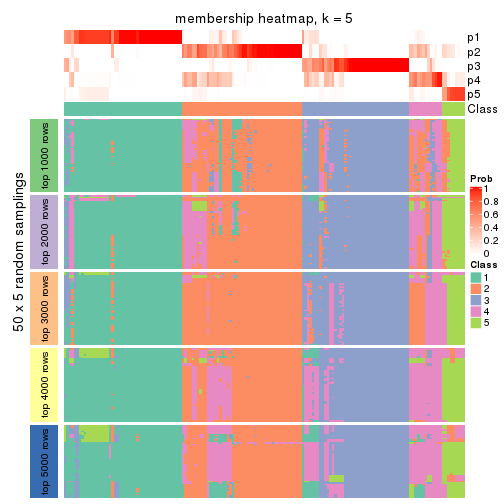 membership heatmap, k = 5
p1
p2
p3
p4
p5
Class
50 x 5 random samplings
top 1000 rows
top 2000 rows
top 3000 rows
top 4000 rows
top 5000 rows
Prob
1
0.8
0.6
0.4
0.2
0
Class
1
2
3
4
5